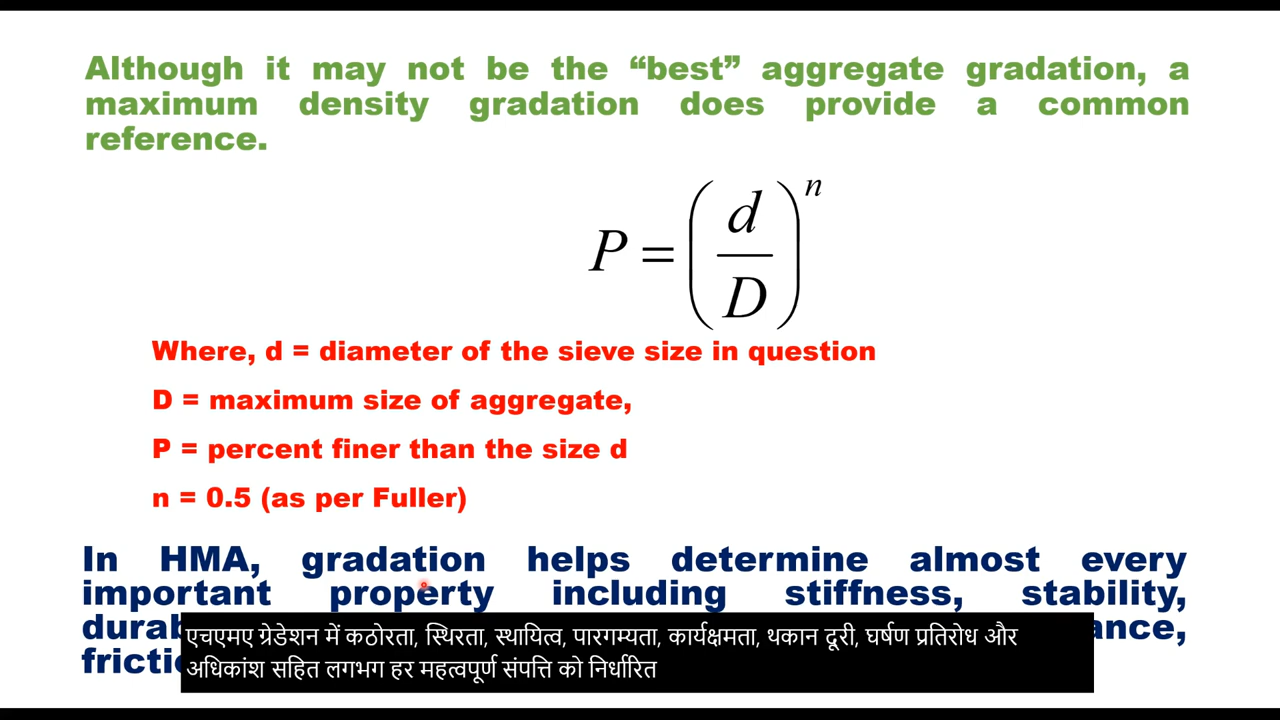 Although it may not be the “best” aggregate gradation, a
maximum density gradation does provide a common
reference.
P = (d/D)^n
Where, d = diameter of the sieve size in question
D = maximum size of aggregate,
P = percent finer than the size d
n = 0.5 (as per Fuller)
In HMA, gradation helps determine almost every
important property including stiffness, stability,
एचएमए ग्रेडेशन में कठोरता, स्थिरता, स्थायित्व, पारगम्यता, कार्यक्षमता, थकान दूरी, घर्षण प्रतिरोध और
अधिकांश सहित लगभग हर महत्वपूर्ण संपत्ति को निर्धारित